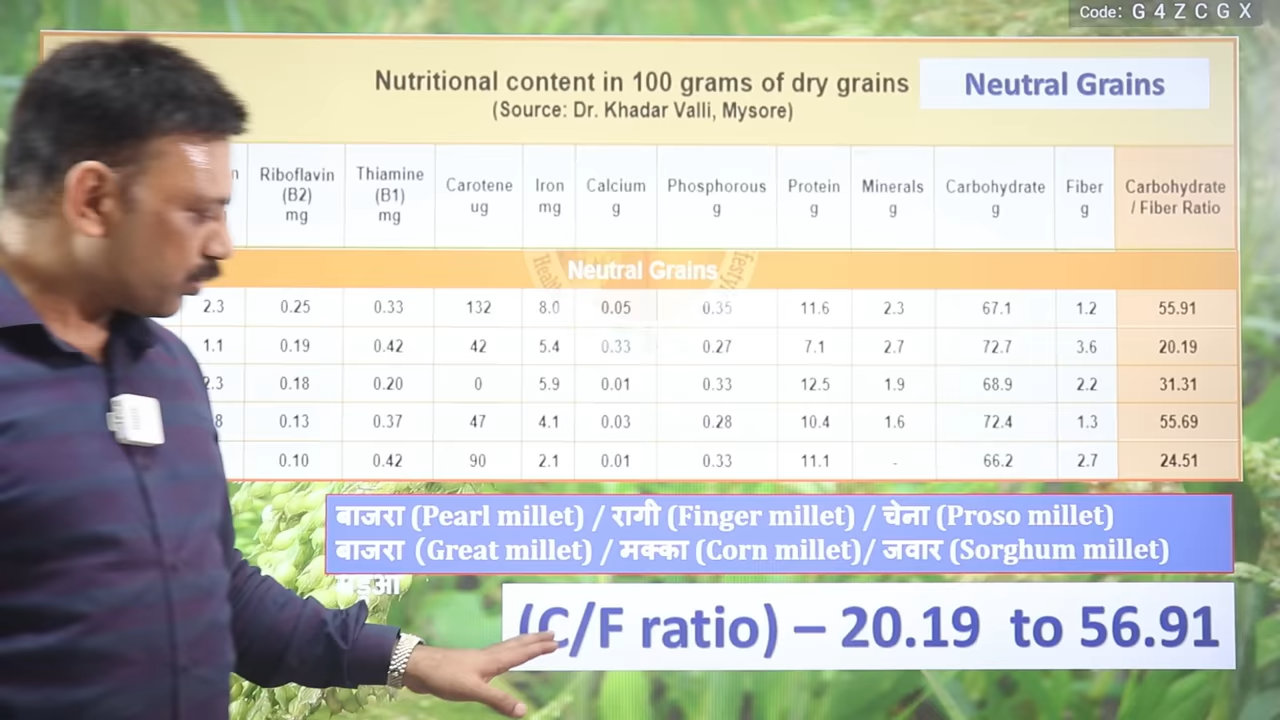 Code: G 4 Z C G X
Nutritional content in 100 grams of dry grains
Neutral Grains
(Source: Dr. Khadar Valli, Mysore)
n Riboflavin (B2) mg Thiamine (B1) mg Carotene ug Iron mg Calcium g Phosphorous g Protein g Minerals g Carbohydrate g Fiber g Carbohydrate / Fiber Ratio
Neutral Grains
2.3 0.25 0.33 132 8.0 0.05 0.35 11.6 2.3 67.1 1.2 55.91
1.1 0.19 0.42 42 5.4 0.33 0.27 7.1 2.7 72.7 3.6 20.19
2.3 0.18 0.20 0 5.9 0.01 0.33 12.5 1.9 68.9 2.2 31.31
8 0.13 0.37 47 4.1 0.03 0.28 10.4 1.6 72.4 1.3 55.69
0.10 0.42 90 2.1 0.01 0.33 11.1 - 66.2 2.7 24.51
बाजरा (Pearl millet) / रागी (Finger millet) / चेना (Proso millet)
बाजरा (Great millet) / मक्का (Corn millet)/ जवार (Sorghum millet)
मडुआ
(C/F ratio) – 20.19 to 56.91